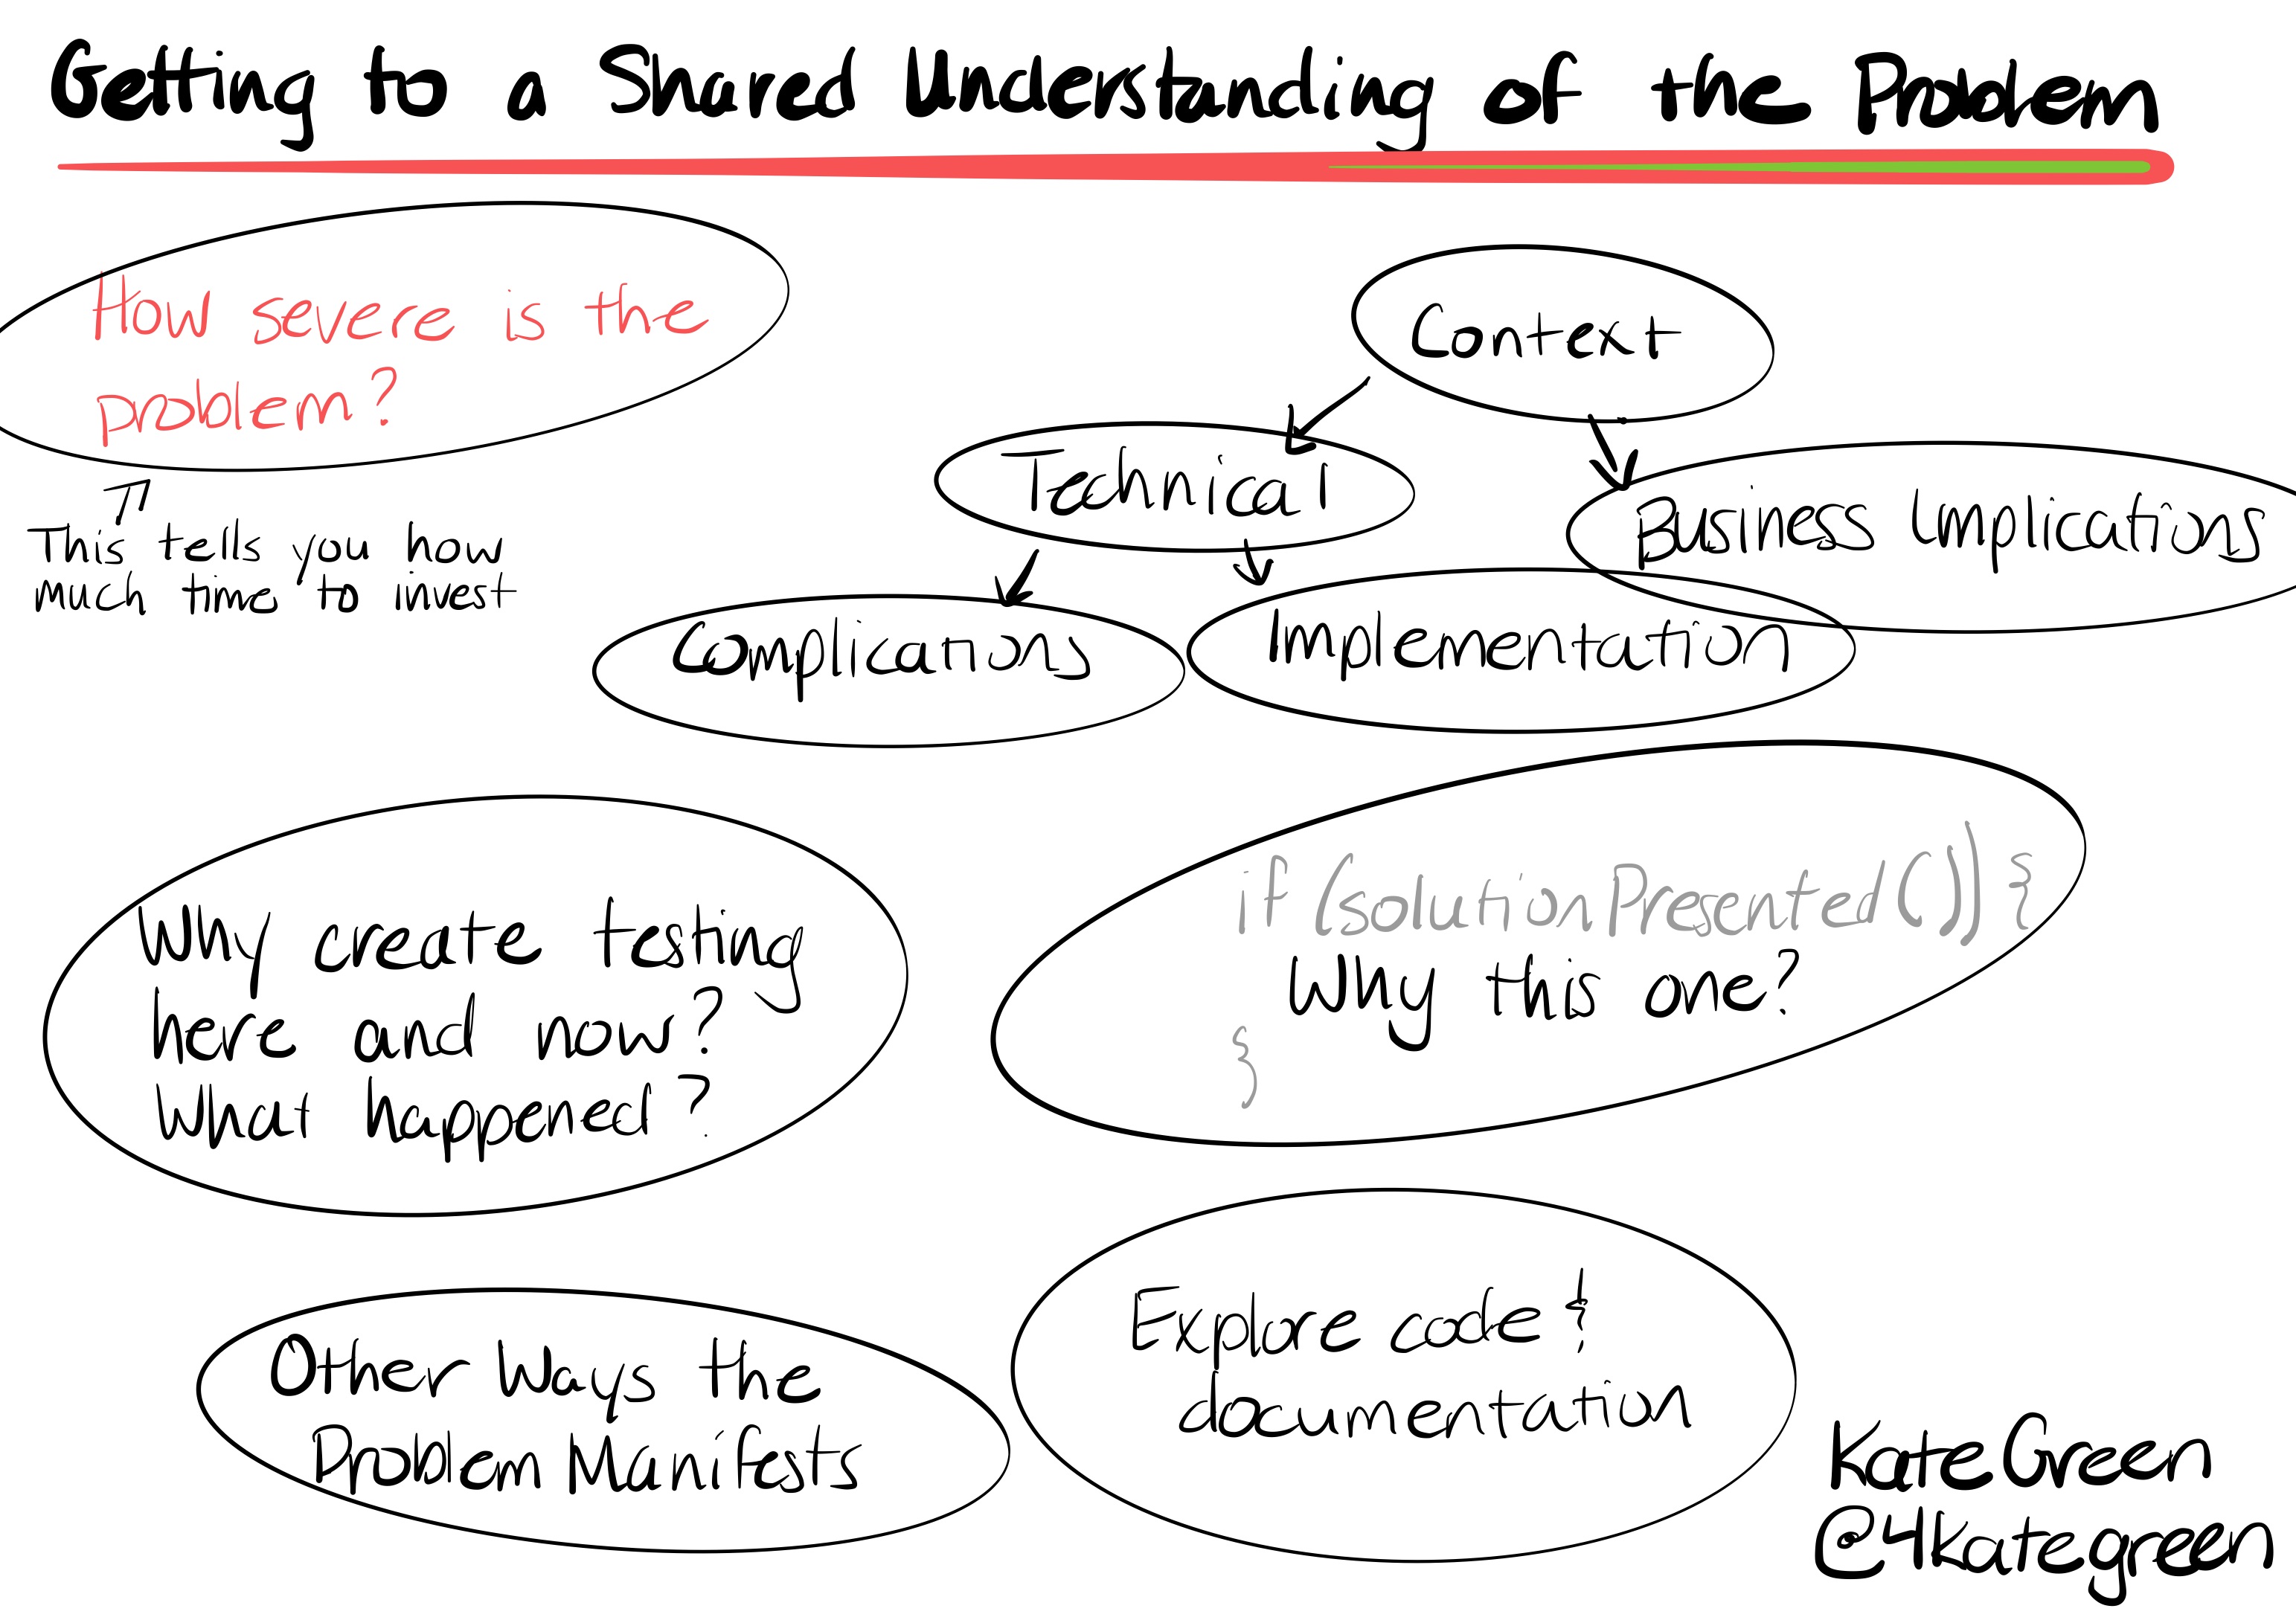 Getting to a Shared Understanding of the Problem
How severe is the
problem?
This tells you how
much time to invest
Context
Technical
Business Implications
Complications
Implementation
Why create testing
here and now?
What happened?
if (solutionPresented()) {
Why this one?
}
Other Ways the
Problem Manifests
Explore code &
documentation
Kate Green
@4kategreen